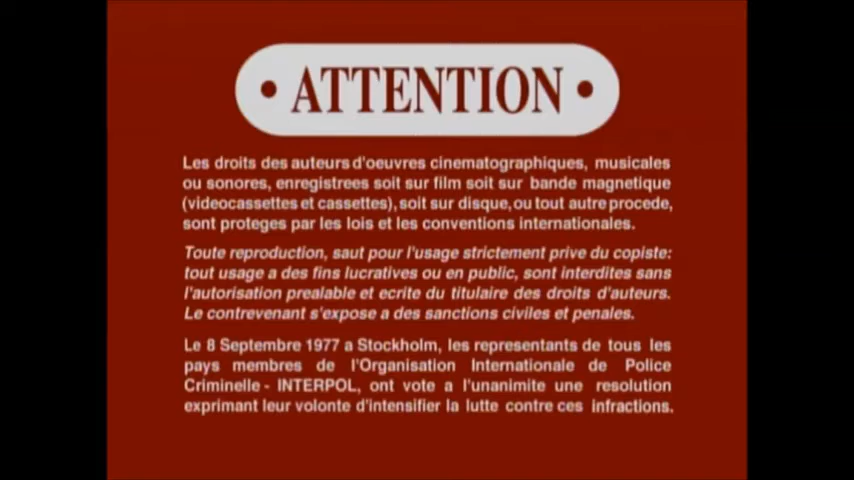 • ATTENTION •
Les droits des auteurs d'oeuvres cinematographiques, musicales
ou sonores, enregistrees soit sur film soit sur bande magnetique
(videocassettes et cassettes), soit sur disque, ou tout autre procede,
sont proteges par les lois et les conventions internationales.
Toute reproduction, saut pour l'usage strictement prive du copiste:
tout usage a des fins lucratives ou en public, sont interdites sans
l'autorisation prealable et ecrite du titulaire des droits d'auteurs.
Le contrevenant s'expose a des sanctions civiles et penales.
Le 8 Septembre 1977 a Stockholm, les representants de tous les
pays membres de l'Organisation Internationale de Police
Criminelle - INTERPOL, ont vote a l'unanimite une resolution
exprimant leur volonte d'intensifier la lutte contre ces infractions.